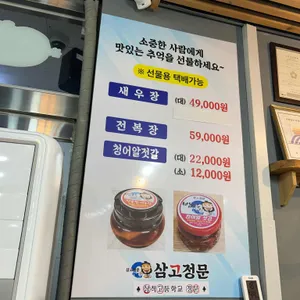 소중한 사람에게
맛있는 추억을 선물하세요~
※ 선물용 택배가능
새우장 (대) 49,000원
전복장 59,000원
청어알젓갈 (대) 22,000원
(소) 12,000원
삼고정문